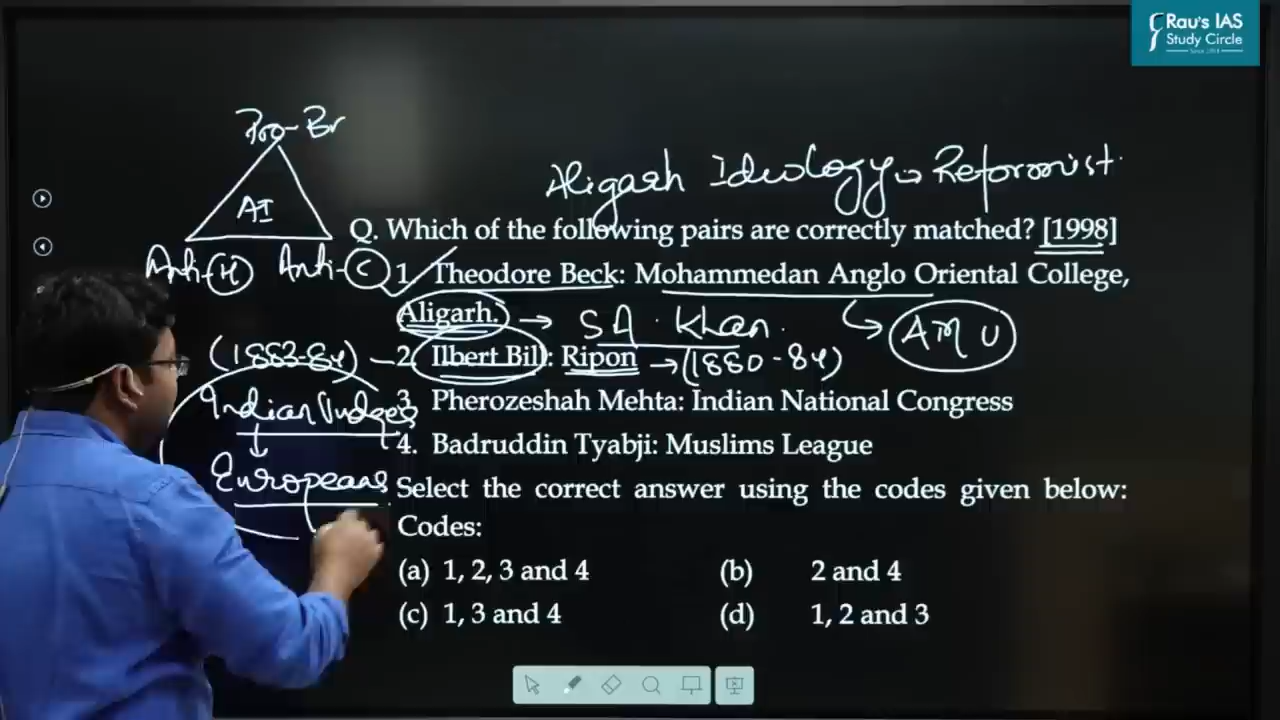 Rau's IAS
Study Circle
Pro-Br
AI
Anti-H Anti-C
Aligarh Ideology → Reformist.
Q. Which of the following pairs are correctly matched? [1998]
1. Theodore Beck: Mohammedan Anglo Oriental College,
Aligarh. → SA. Khan. → AMU
(1883-84) - 2. Ilbert Bill: Ripon → (1880-84)
Indian Judges
3. Pherozeshah Mehta: Indian National Congress
4. Badruddin Tyabji: Muslims League
Europeans
Select the correct answer using the codes given below:
Codes:
(a) 1, 2, 3 and 4 (b) 2 and 4
(c) 1, 3 and 4 (d) 1, 2 and 3